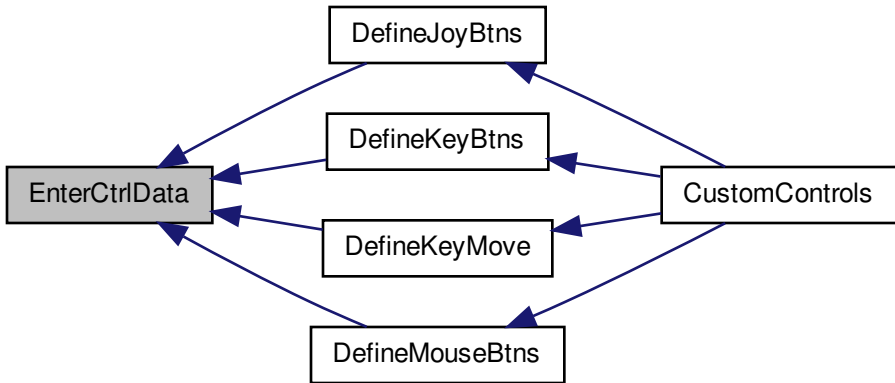 DefineJoyBtns
DefineKeyBtns
EnterCtrlData
CustomControls
DefineKeyMove
DefineMouseBtns